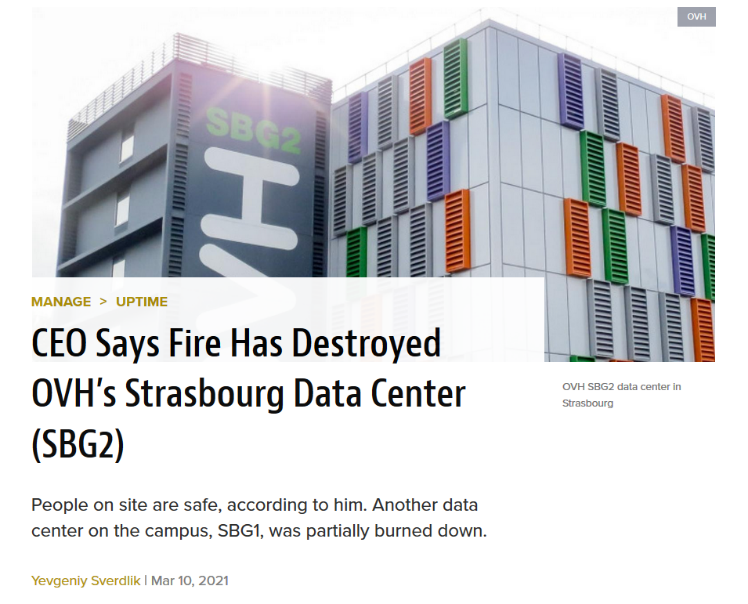 OVH
SBG2
OVH
MANAGE > UPTIME
CEO Says Fire Has Destroyed
OVH’s Strasbourg Data Center
(SBG2)
OVH SBG2 data center in
Strasbourg
People on site are safe, according to him. Another data
center on the campus, SBG1, was partially burned down.
Yevgeniy Sverdlik | Mar 10, 2021